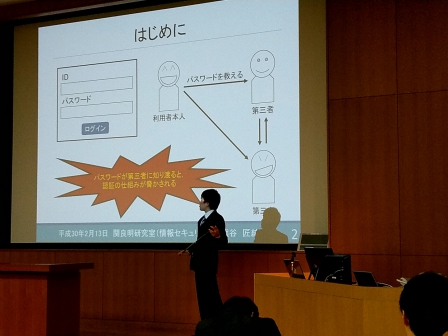 はじめに
ID
パスワード
ログイン
利用者本人
パスワードを教える
第三者
第三
パスワードが第三者に知り渡ると、
認証の仕組みが脅かされる
平成30年2月13日 良明研究室(情報セキュリ 谷 匠 2